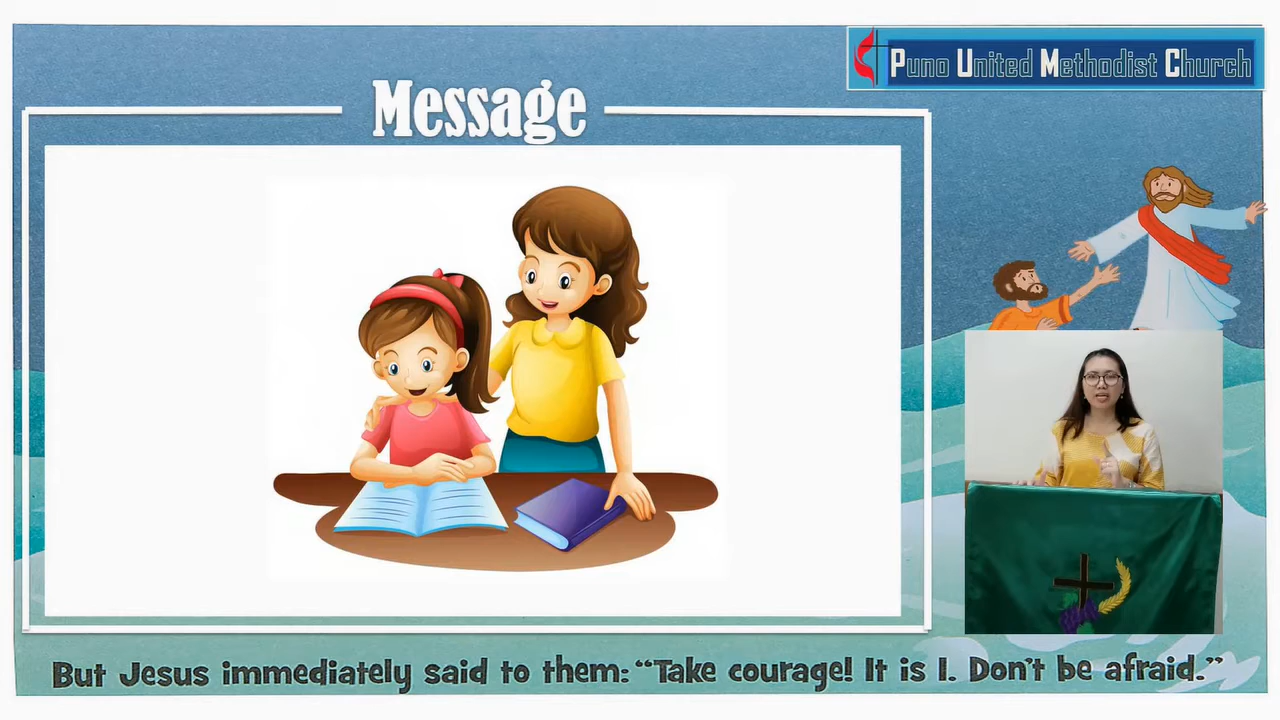 Puno United Methodist Church
Message
But Jesus immediately said to them: “Take courage! It is I. Don't be afraid.”